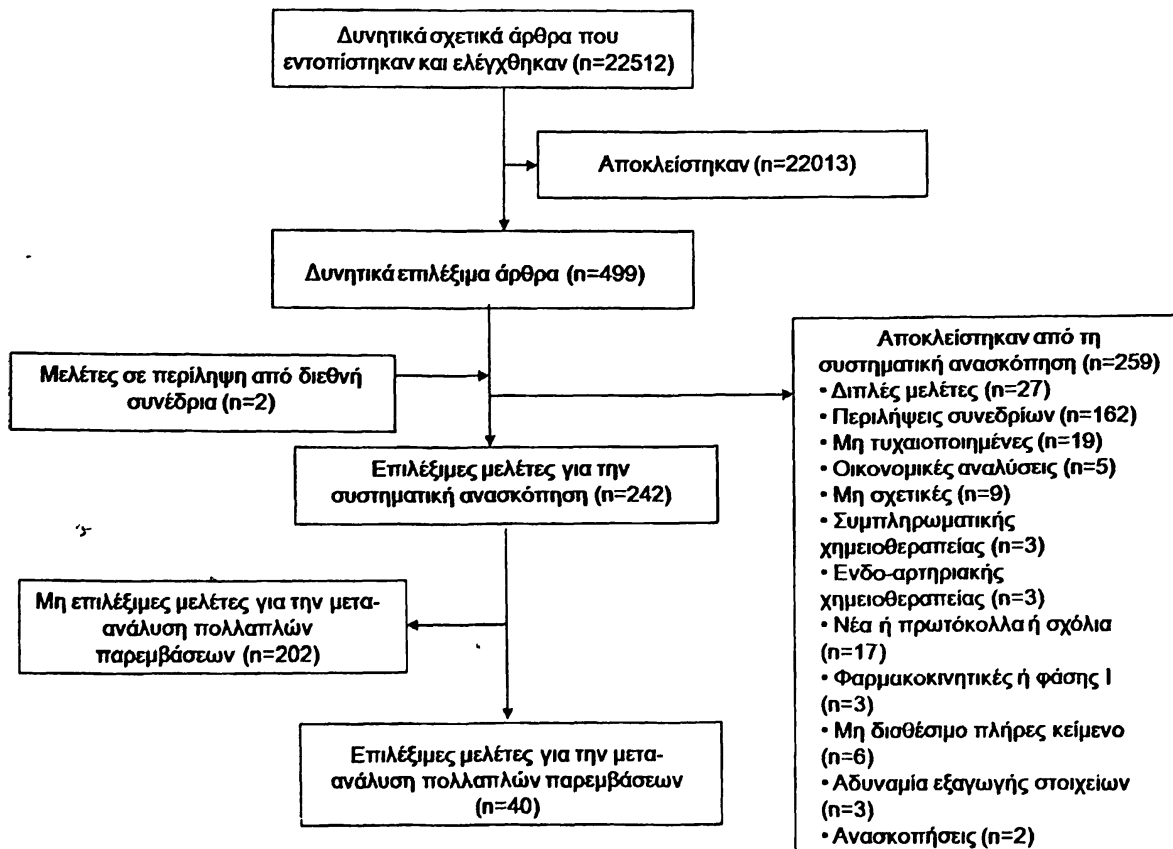 Δυνητικά σχετικά άρθρα που
εντοπίστηκαν και ελέγχθηκαν (n=22512)
Αποκλείστηκαν (n=22013)
Δυνητικά επιλέξιμα άρθρα (n=499)
Μελέτες σε περίληψη από διεθνή
συνέδρια (n=2)
Αποκλείστηκαν από τη
συστηματική ανασκόπηση (n=259)
• Διπλές μελέτες (n=27)
• Περιλήψεις συνεδρίων (n=162)
• Μη τυχαιοποιημένες (n=19)
• Οικονομικές αναλύσεις (n=5)
• Μη σχετικές (n=9)
• Συμπληρωματικής
χημειοθεραπείας (n=3)
• Ενδο-αρτηριακής
χημειοθεραπείας (n=3)
• Νέα ή πρωτόκολλα ή σχόλια
(n=17)
• Φαρμακοκινητικές ή φάσης Ι
(n=3)
• Μη διαθέσιμο πλήρες κείμενο
(n=6)
• Αδυναμία εξαγωγής στοιχείων
(n=3)
• Ανασκοπήσεις (n=2)
Επιλέξιμες μελέτες για την
συστηματική ανασκόπηση (n=242)
Μη επιλέξιμες μελέτες για την μετα-
ανάλυση πολλαπλών
παρεμβάσεων (n=202)
Επιλέξιμες μελέτες για την μετα-
ανάλυση πολλαπλών παρεμβάσεων
(n=40)